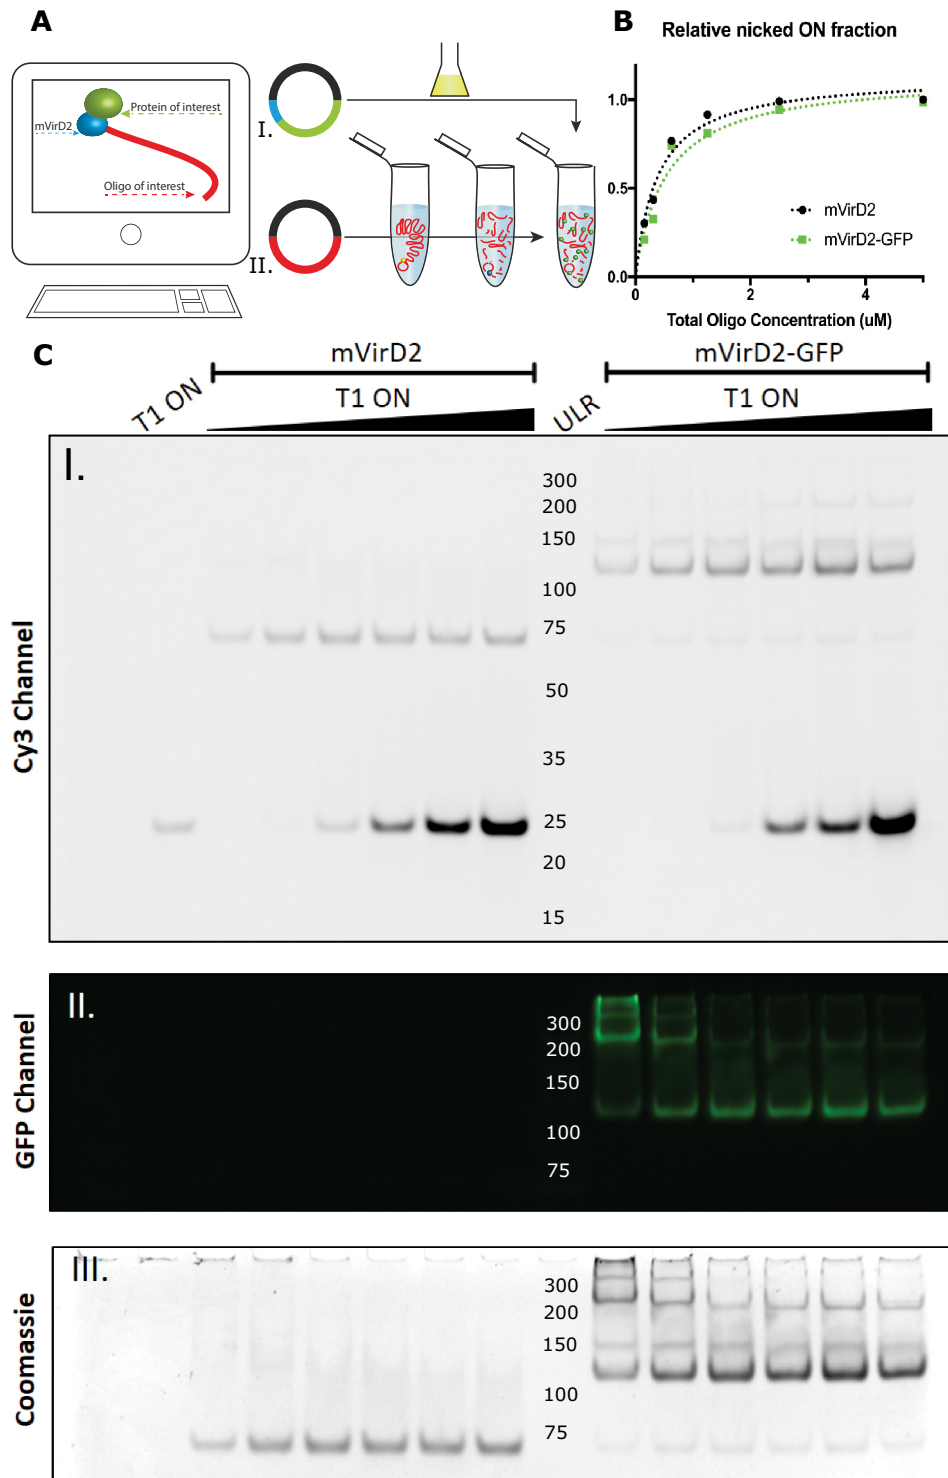 A
mVirD2
Protein of interest
Oligo of interest
I.
II.
B
Relative nicked ON fraction
1.0
0.5
0.0
0
2
4
mVirD2
mVirD2-GFP
Total Oligo Concentration (uM)
C
mVirD2
mVirD2-GFP
T1 ON
T1 ON
ULR
T1 ON
Cy3 Channel
I.
300
200
150
100
75
50
35
25
20
15
GFP Channel
II.
300
200
150
100
75
Coomassie
III.
300
200
150
100
75